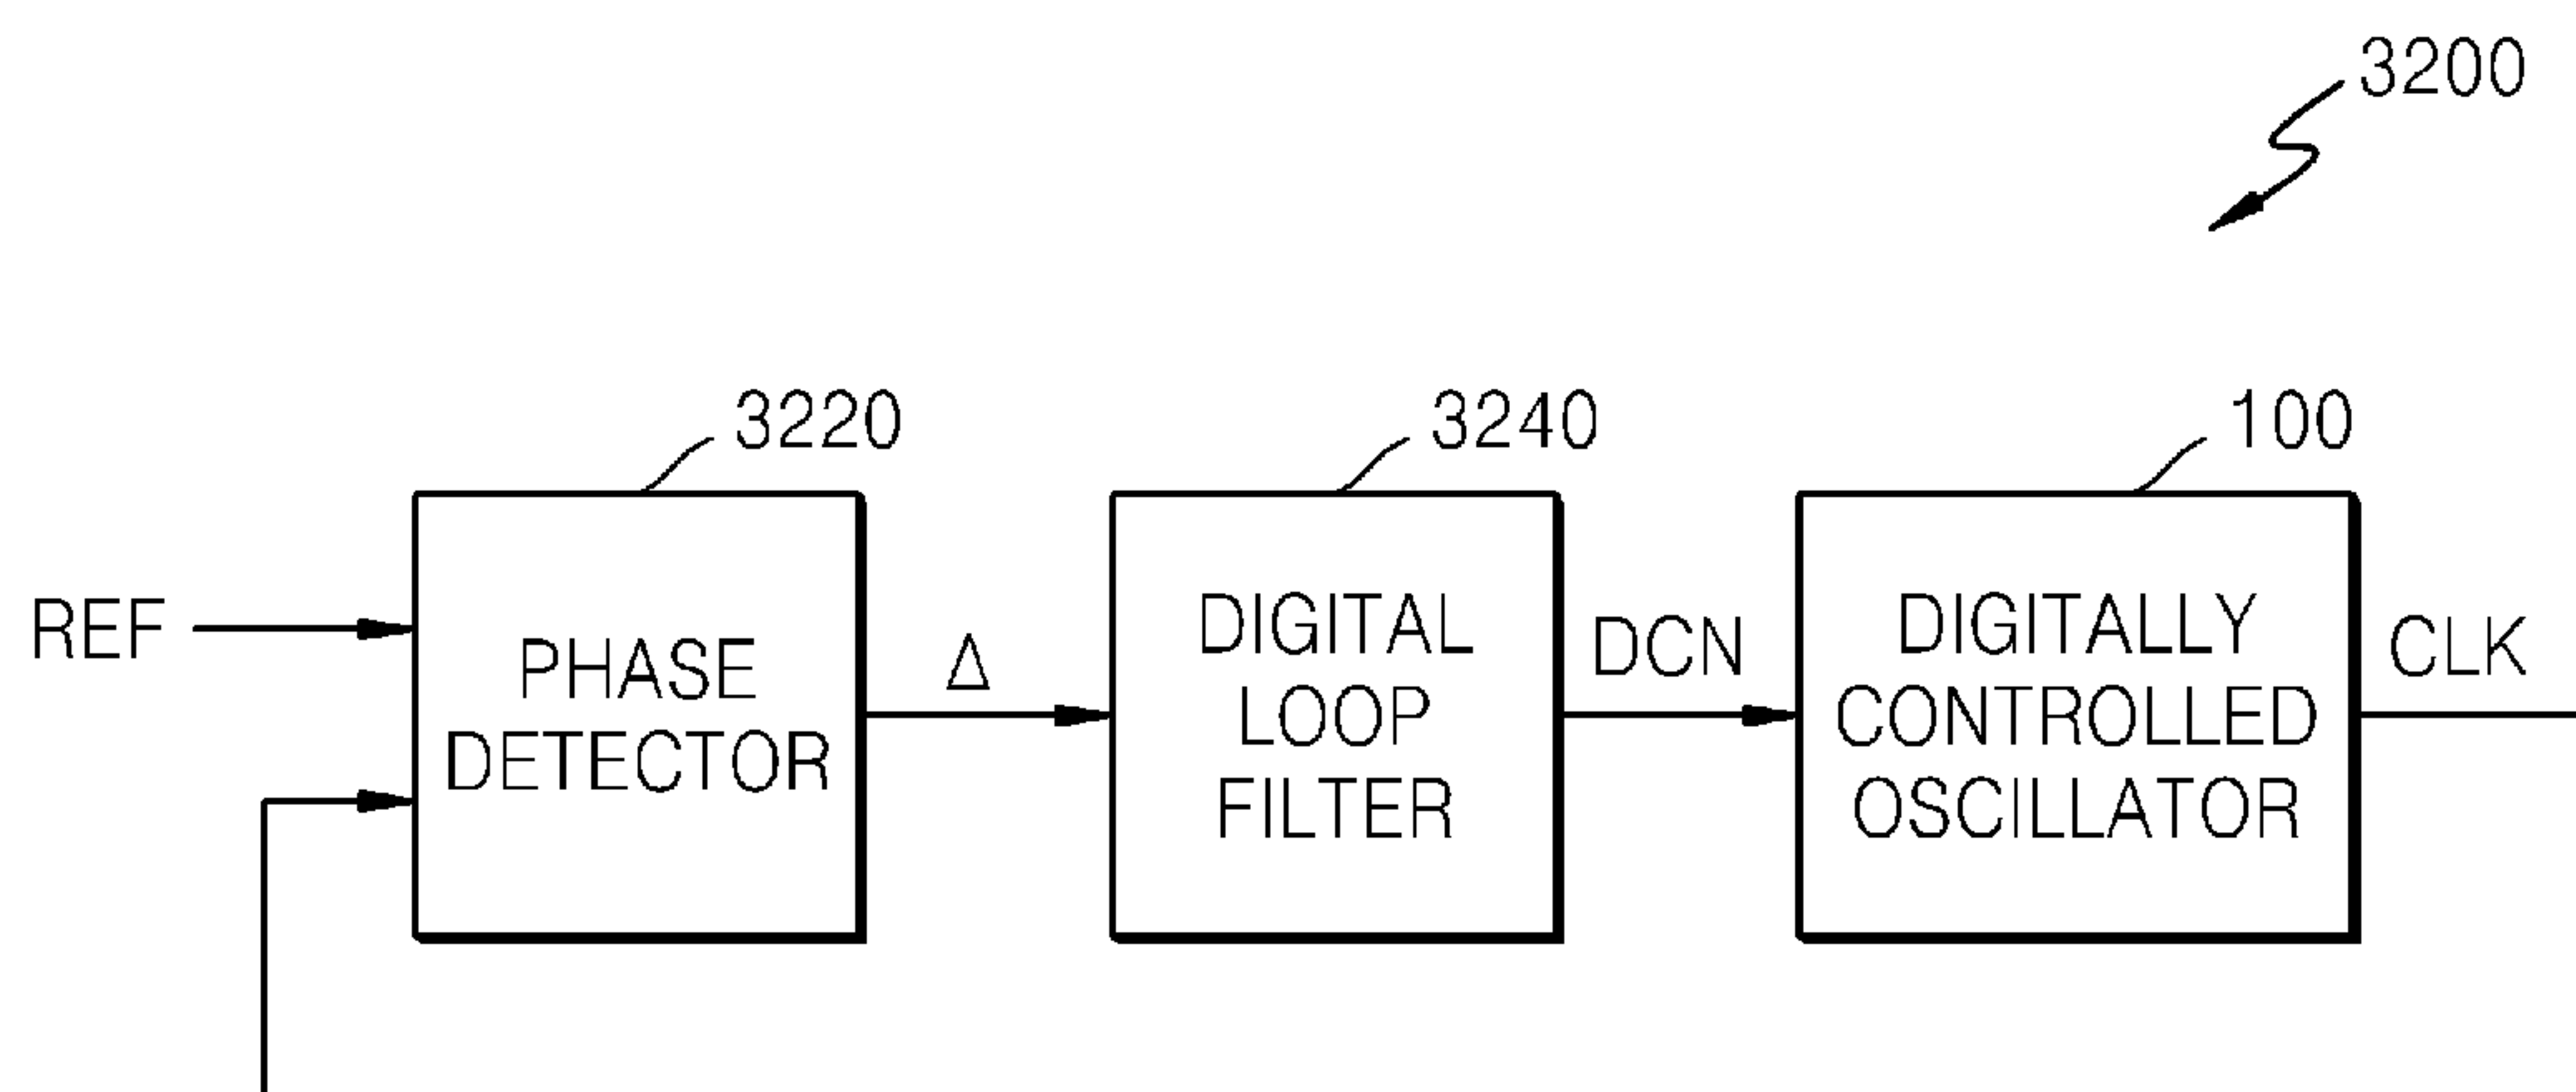 3200
3220
3240
100
REF
PHASE
DETECTOR
Δ
DIGITAL
LOOP
FILTER
DCN
DIGITALLY
CONTROLLED
OSCILLATOR
CLK